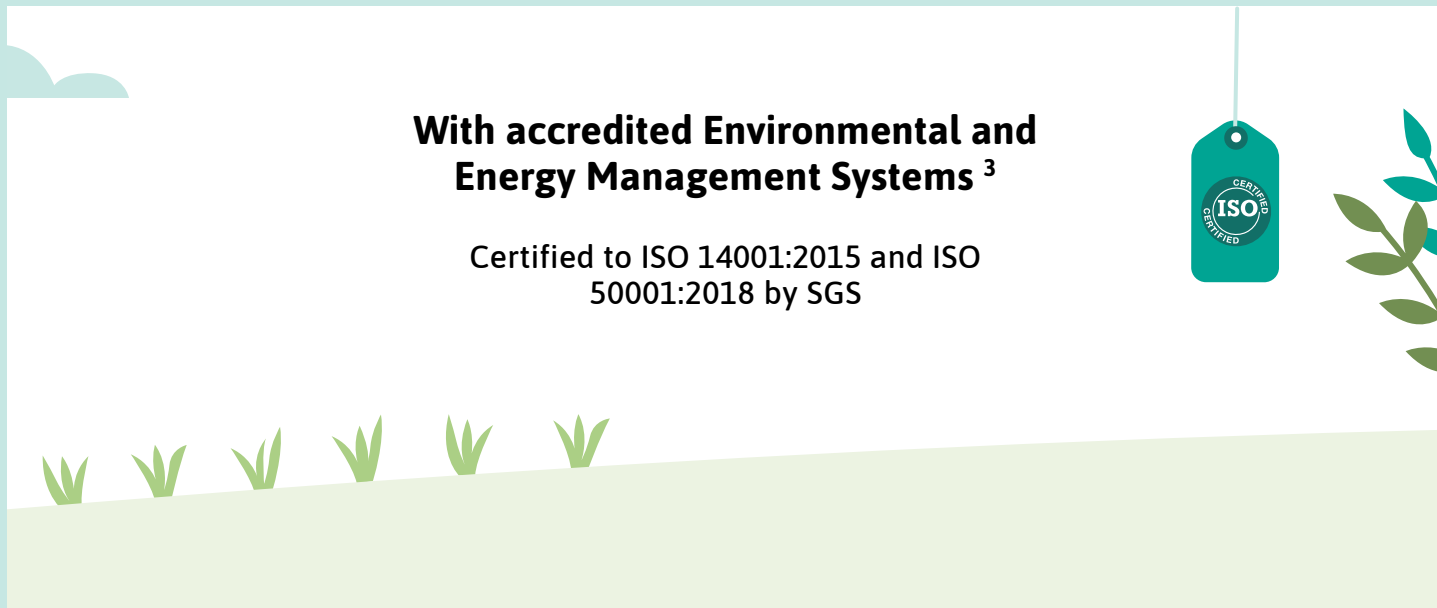 With accredited Environmental and
Energy Management Systems ³
Certified to ISO 14001:2015 and ISO
50001:2018 by SGS
CERTIFIED
ISO
CERTIFIED